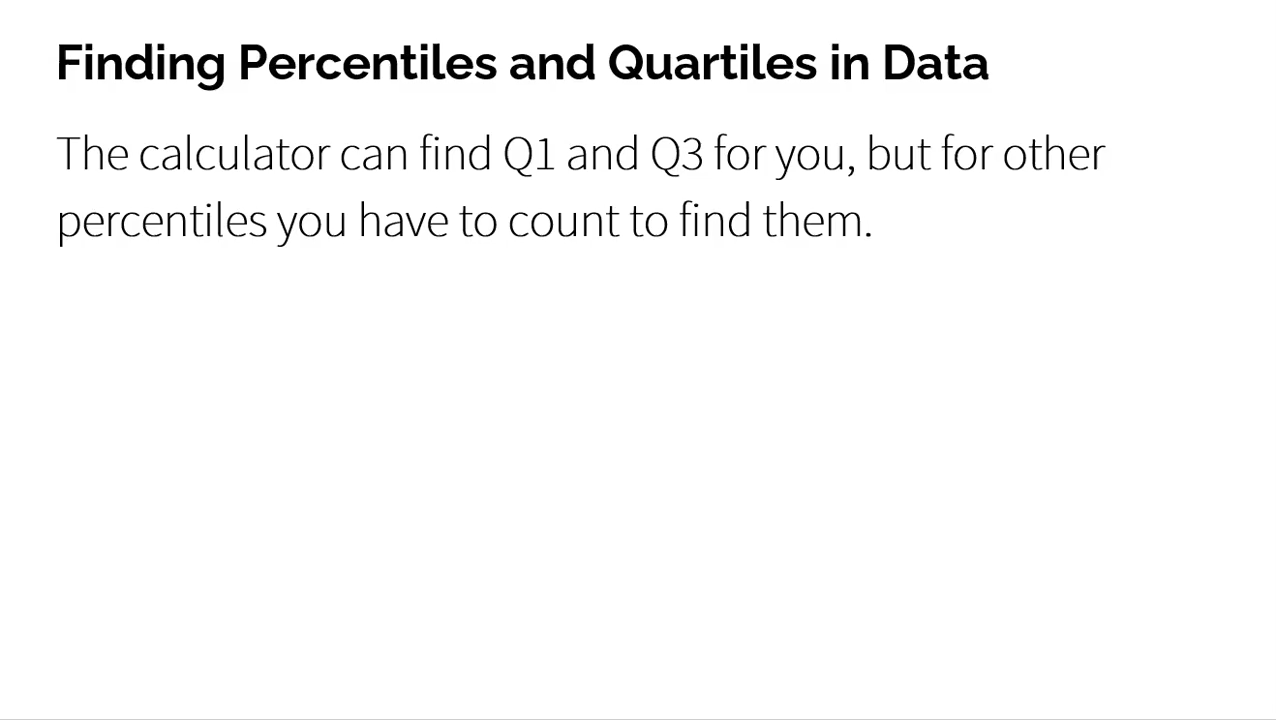 Finding Percentiles and Quartiles in Data
The calculator can find Q1 and Q3 for you, but for other
percentiles you have to count to find them.